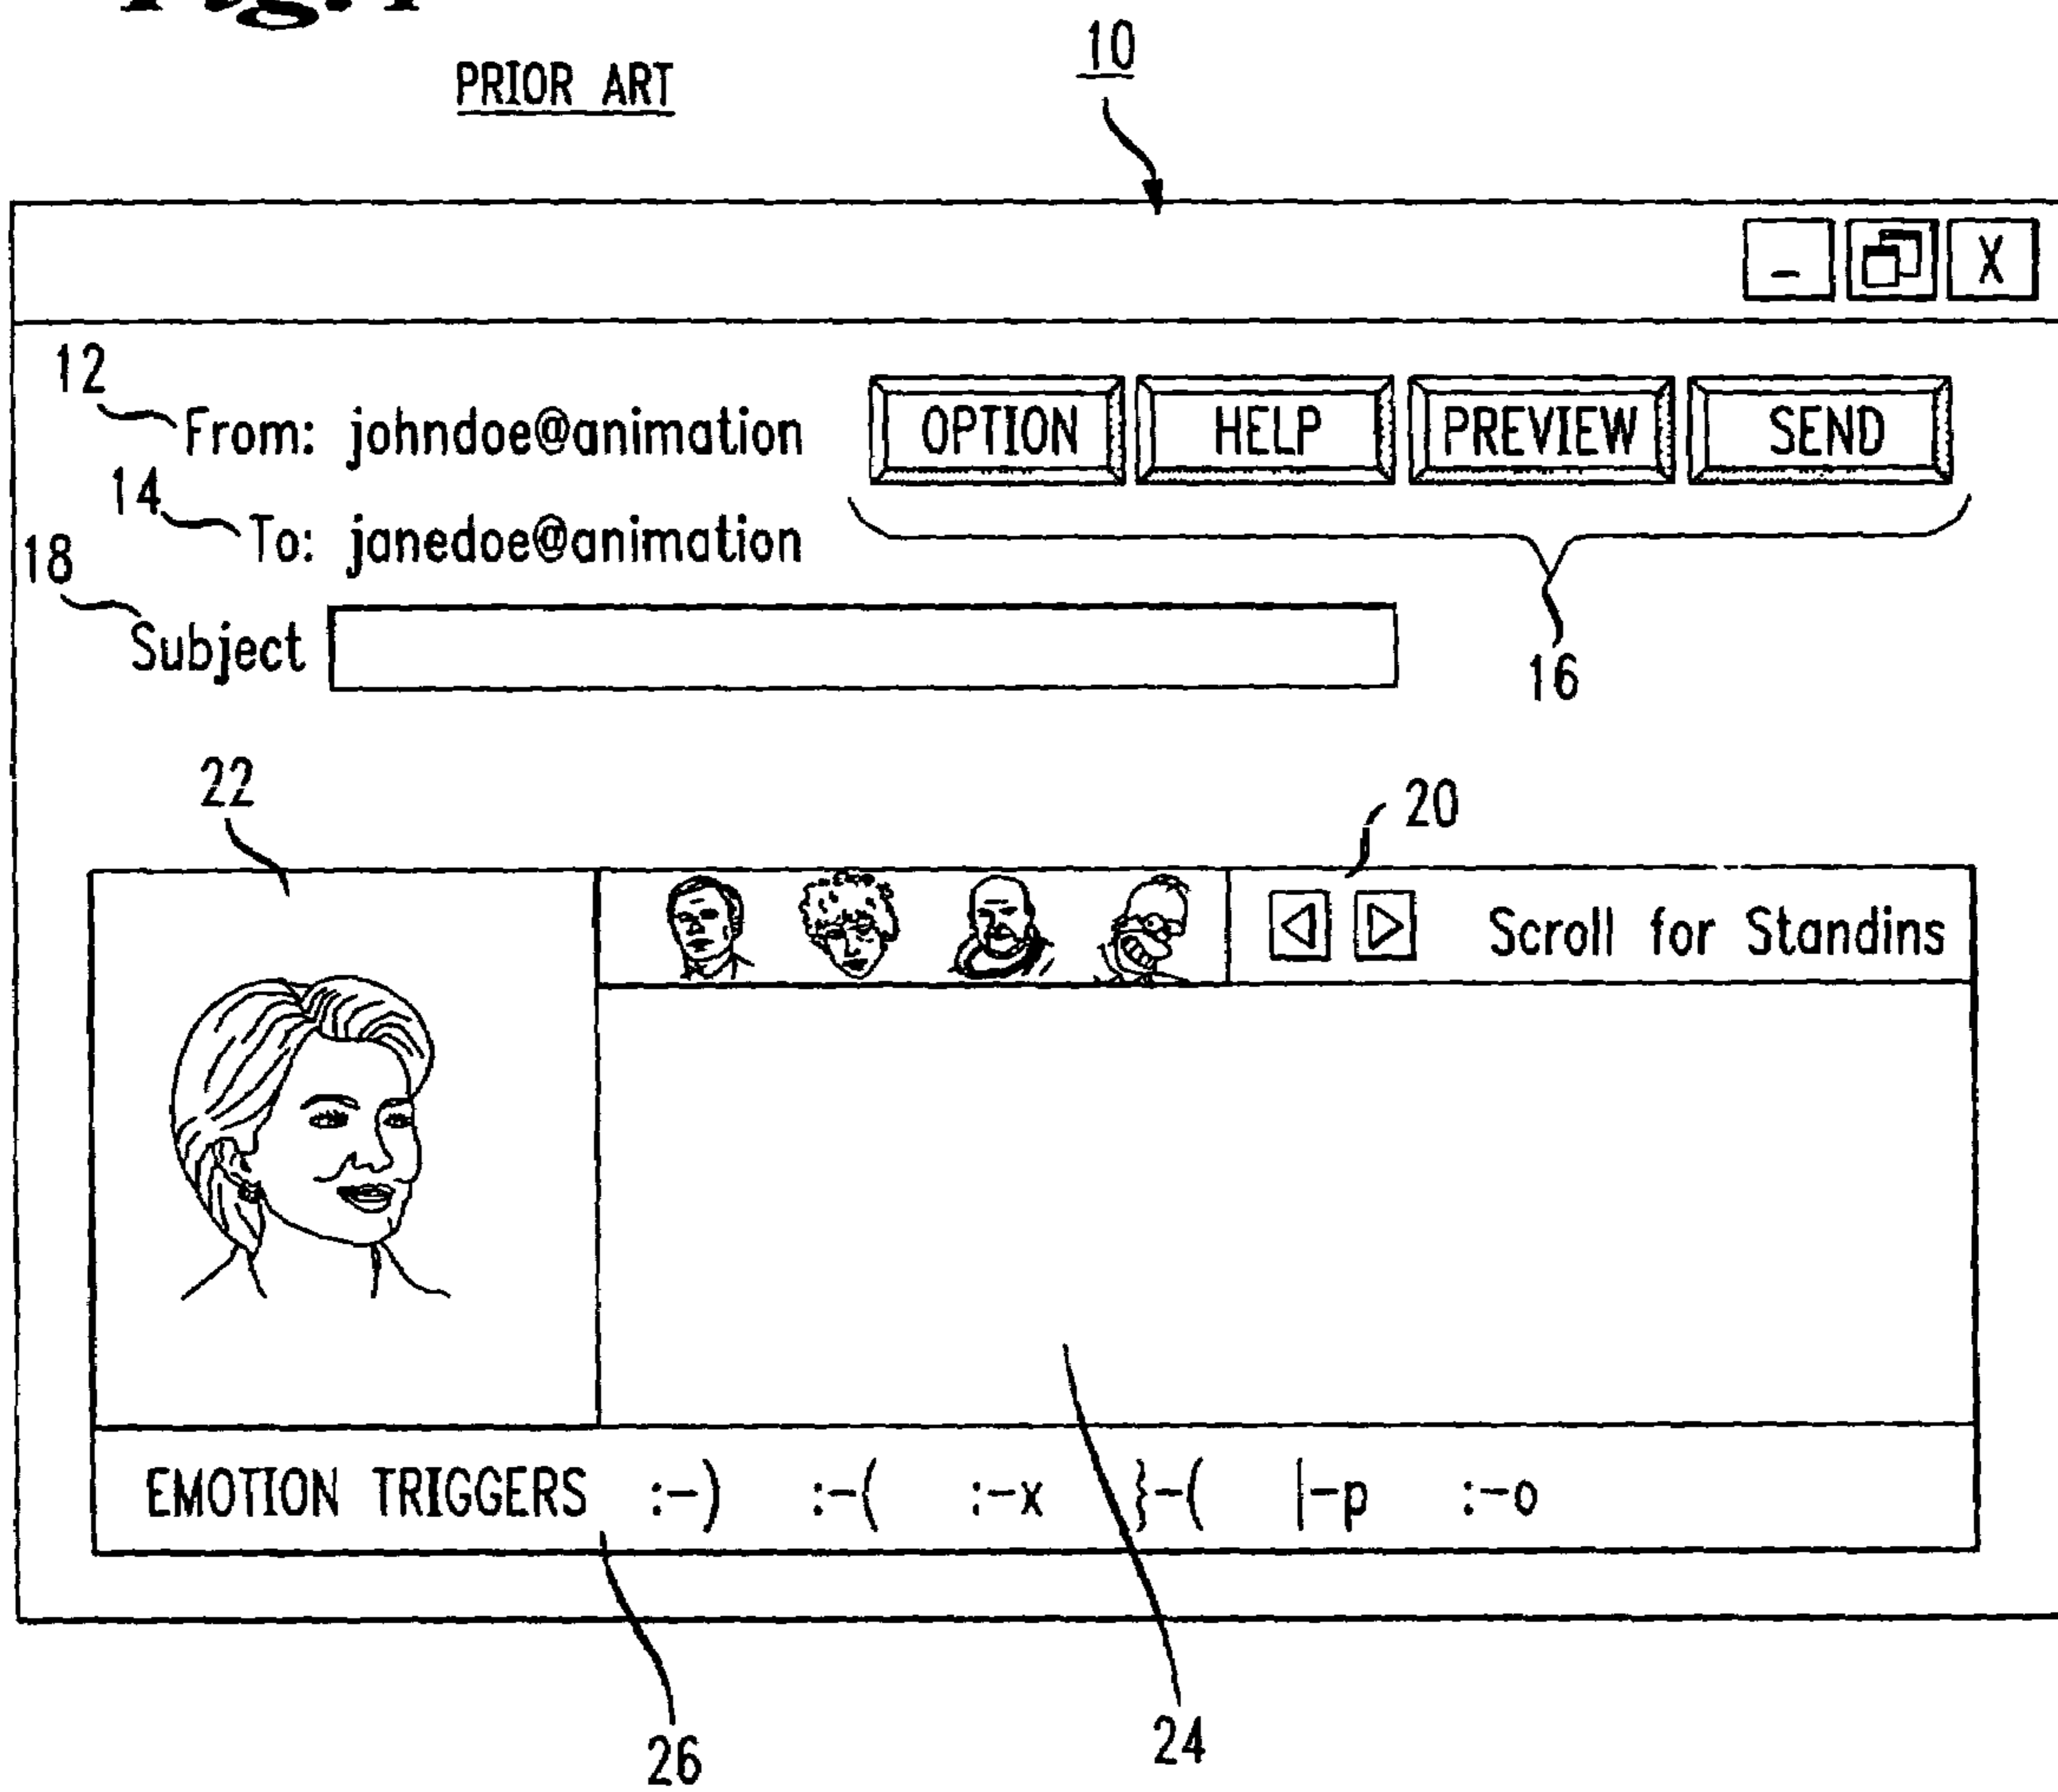 PRIOR ART
10
X
12
From: johndoe@animation
OPTION HELP PREVIEW SEND
14
To: janedoe@animation
18
Subject
16
22
20
Scroll for Standins
EMOTION TRIGGERS :-) :-( :-x }-( |-p :-o
26
24